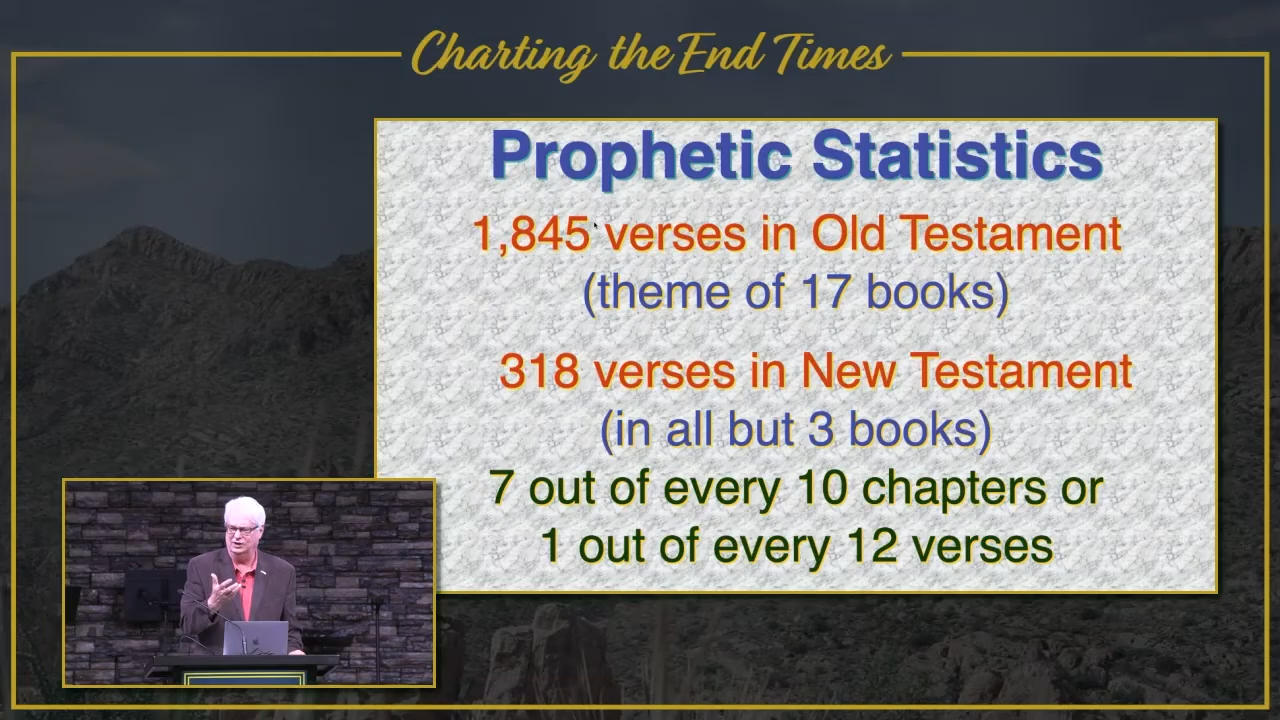 Charting the End Times
Prophetic Statistics
1,845 verses in Old Testament
(theme of 17 books)
318 verses in New Testament
(in all but 3 books)
7 out of every 10 chapters or
1 out of every 12 verses